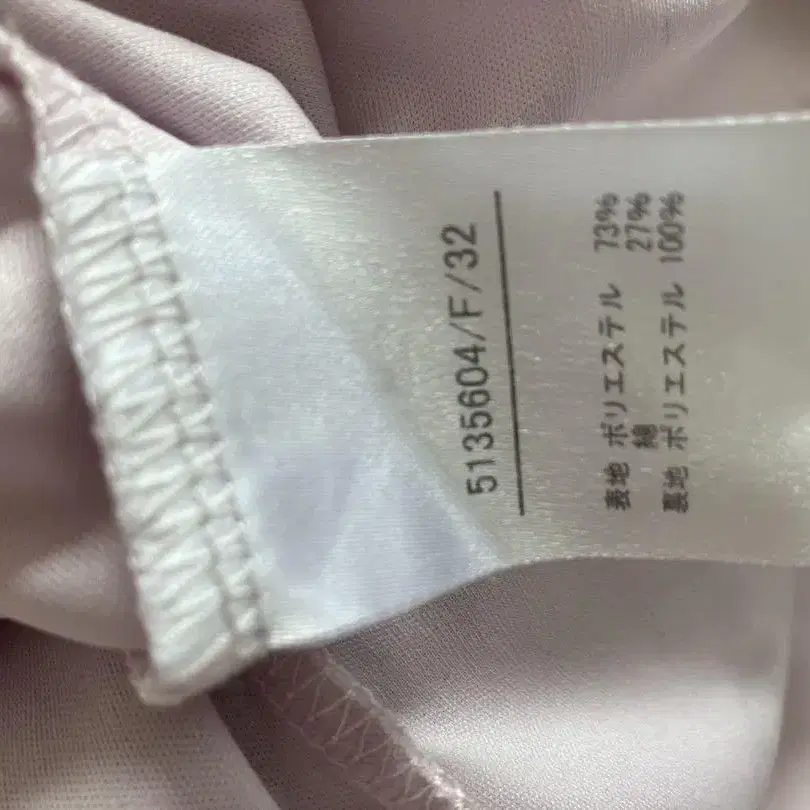 5135604/F/32
表地 ポリエステル 73%
綿 27%
裏地 ポリエステル 100%